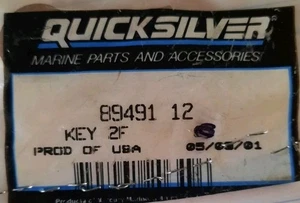 QUICKSILVER
MARINE PARTS AND ACCESSORIES
89491 12
KEY 2F
PROD OF USA 05/03/01